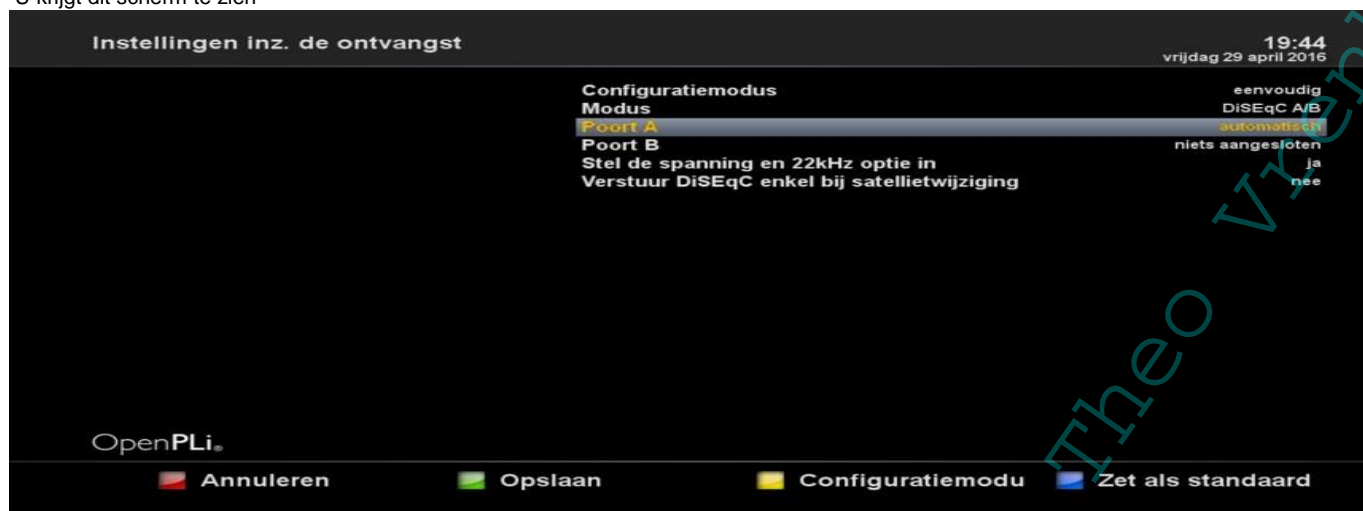 U krijgt dit scherm te zien
Instellingen inz. de ontvangst
19:44
vrijdag 29 april 2016
Configuratiemodus eenvoudig
Modus DiSEqC A/B
Poort A automatisch
Poort B niets aangesloten
Stel de spanning en 22kHz optie in ja
Verstuur DiSEqC enkel bij satellietwijziging nee
OpenPLi®
Annuleren Opslaan Configuratiemodu Zet als standaard
Theo